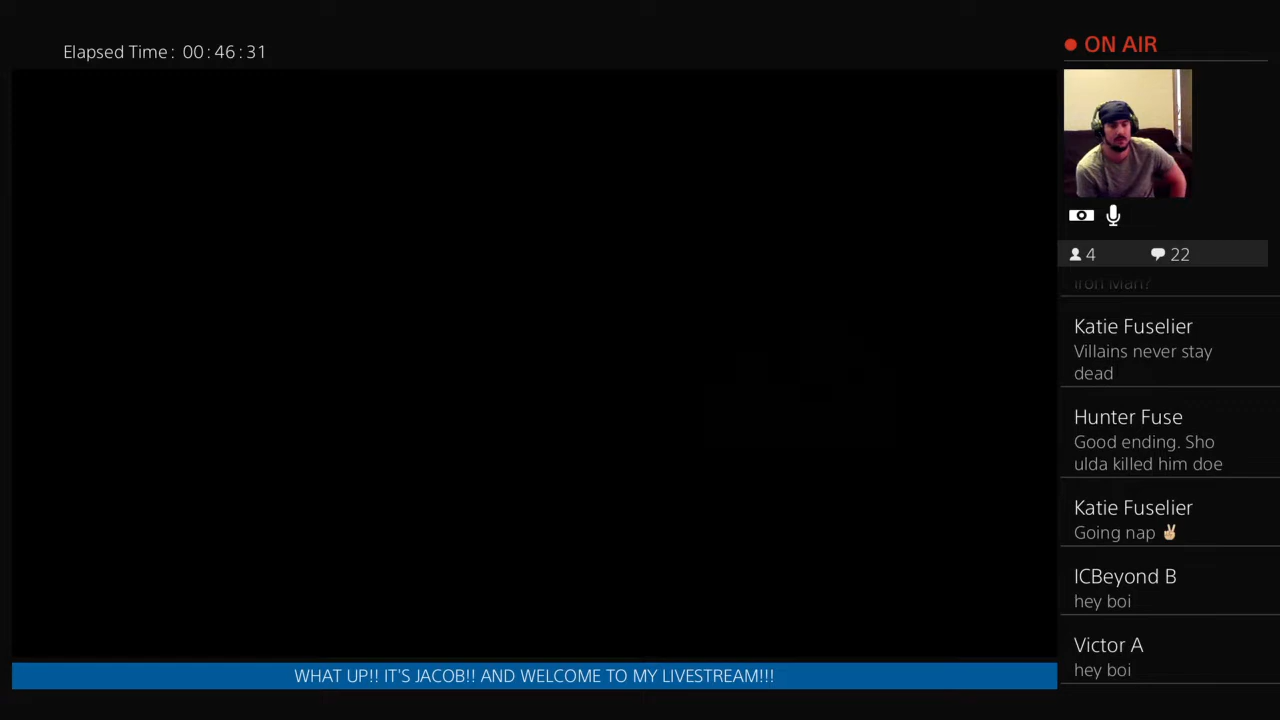 Elapsed Time: 00:46:31
ON AIR
4 22
Iron Man?
Katie Fuselier
Villains never stay
dead
Hunter Fuse
Good ending. Sho
ulda killed him doe
Katie Fuselier
Going nap ✌🏼
ICBeyond B
hey boi
Victor A
hey boi
WHAT UP!! IT'S JACOB!! AND WELCOME TO MY LIVESTREAM!!!